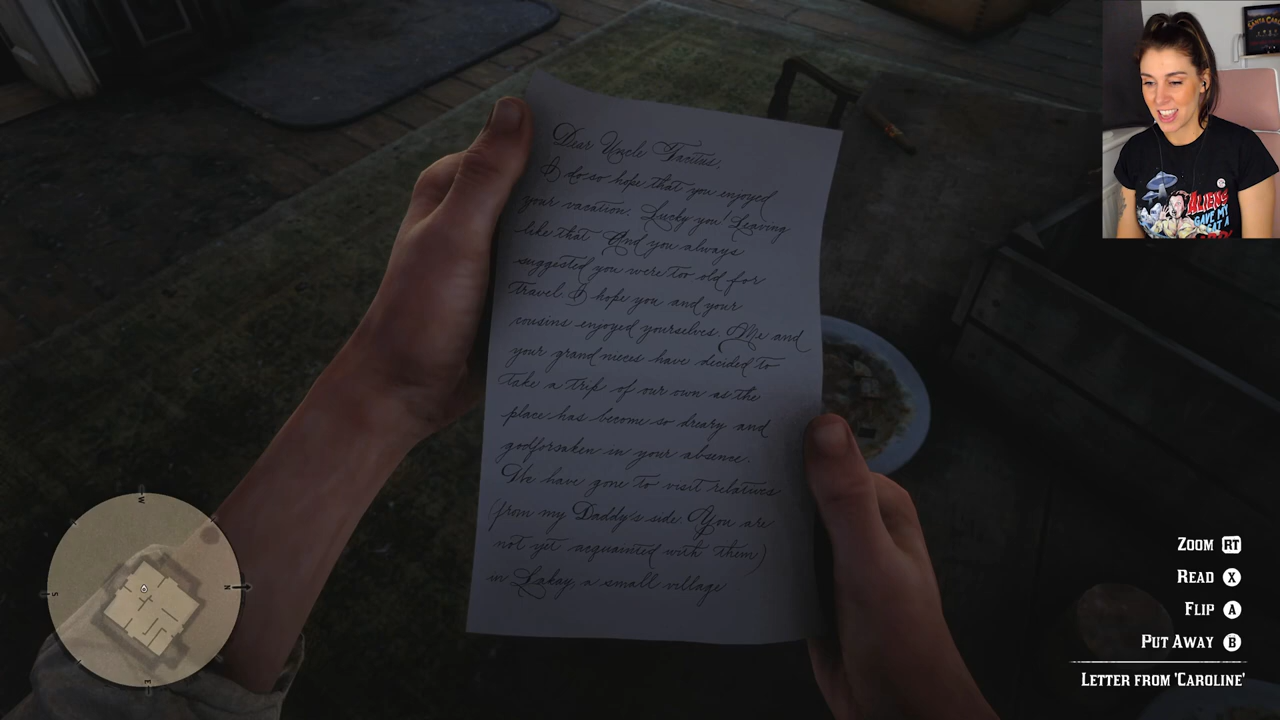 Dear Uncle Tacitus,
I do so hope that you enjoyed
your vacation. Lucky you! Leaving
like that. And you always
suggested you were too old for
travel. I hope you and your
cousins enjoyed yourselves. Me and
your grand nieces have decided to
take a trip of our own as the
place has become so dreary and
godforsaken in your absence.
We have gone to visit relatives
(from my Daddy's side. You are
not yet acquainted with them)
in Lakay, a small village
ZOOM RT
READ X
FLIP A
PUT AWAY B
LETTER FROM 'CAROLINE'
W
N
S
E
ALIENS